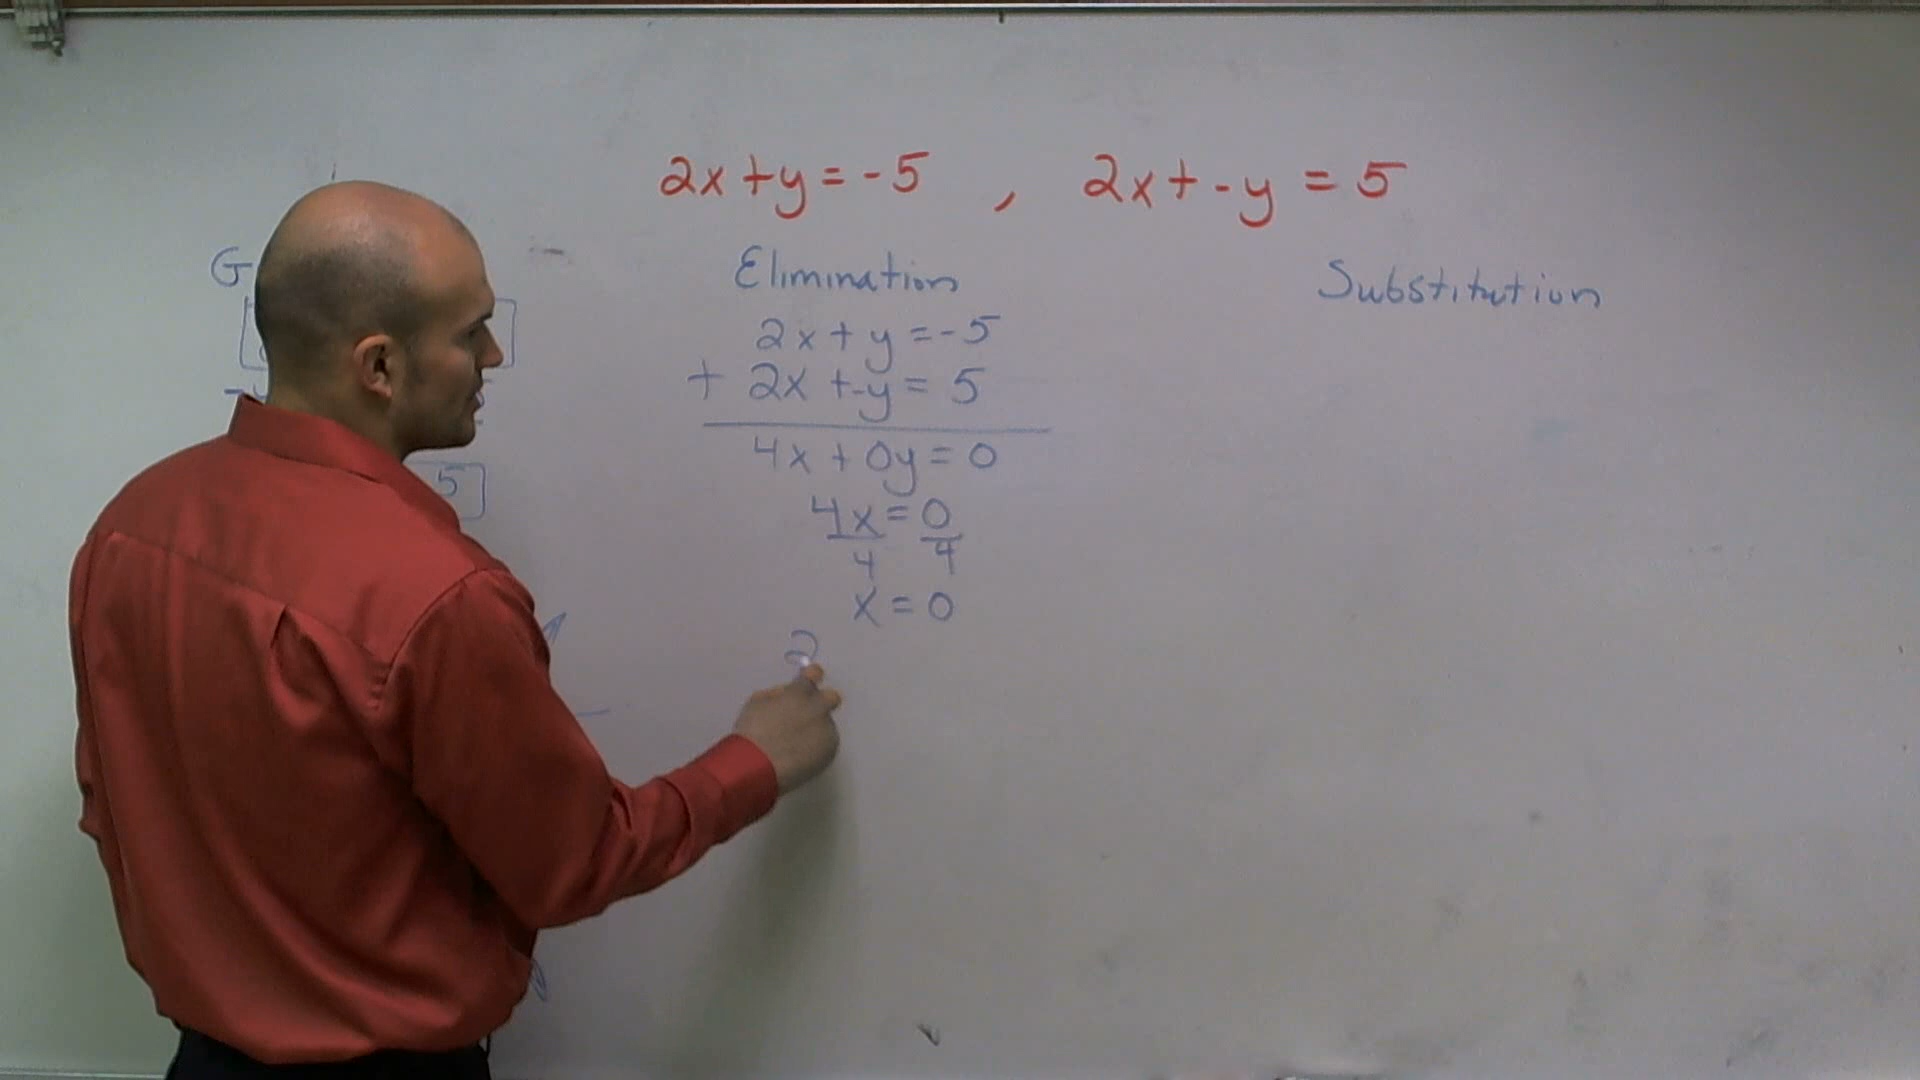 2x + y = -5 , 2x + -y = 5
G
Elimination
Substitution
2x + y = -5
+ 2x + -y = 5
4x + 0y = 0
5
4x = 0
4 4
x = 0
2